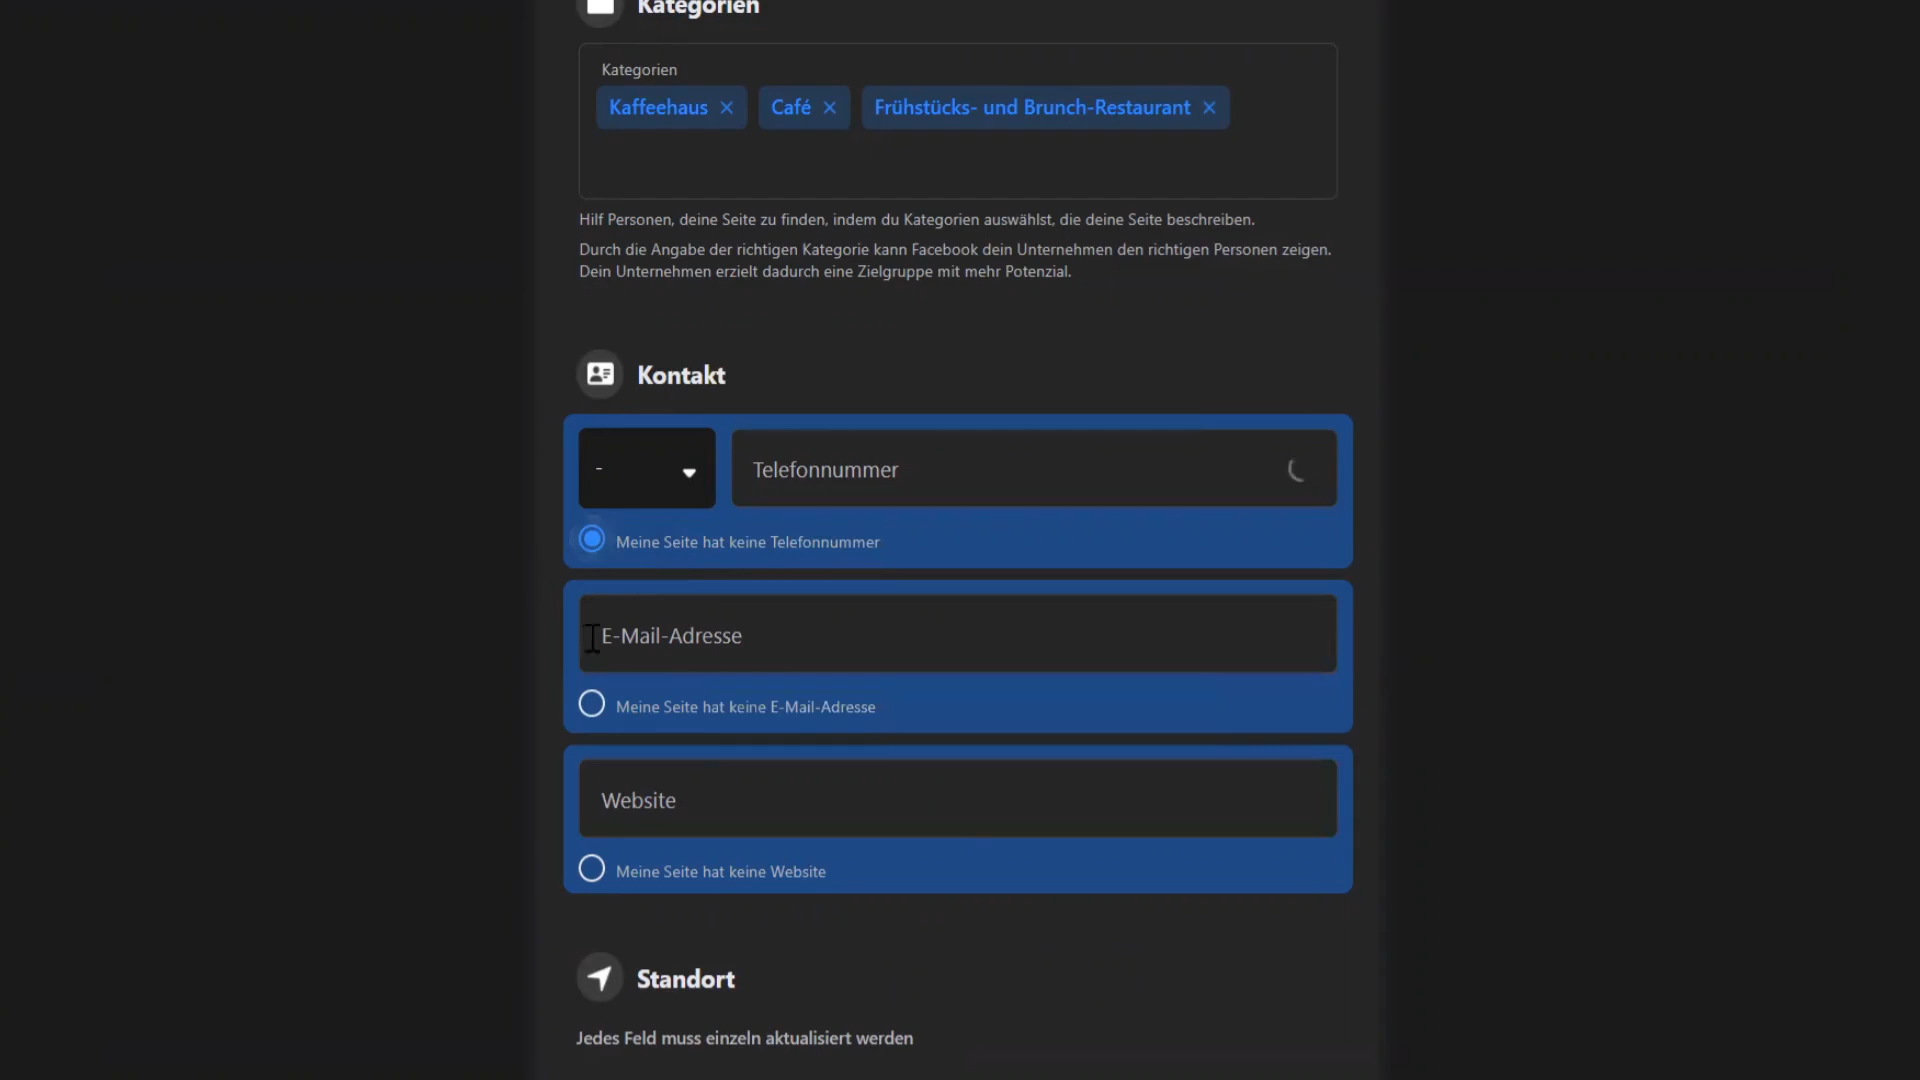 Kategorien
Kategorien
Kaffeehaus × Café × Frühstücks- und Brunch-Restaurant ×
Hilf Personen, deine Seite zu finden, indem du Kategorien auswählst, die deine Seite beschreiben.
Durch die Angabe der richtigen Kategorie kann Facebook dein Unternehmen den richtigen Personen zeigen.
Dein Unternehmen erzielt dadurch eine Zielgruppe mit mehr Potenzial.
Kontakt
- Telefonnummer
Meine Seite hat keine Telefonnummer
E-Mail-Adresse
Meine Seite hat keine E-Mail-Adresse
Website
Meine Seite hat keine Website
Standort
Jedes Feld muss einzeln aktualisiert werden